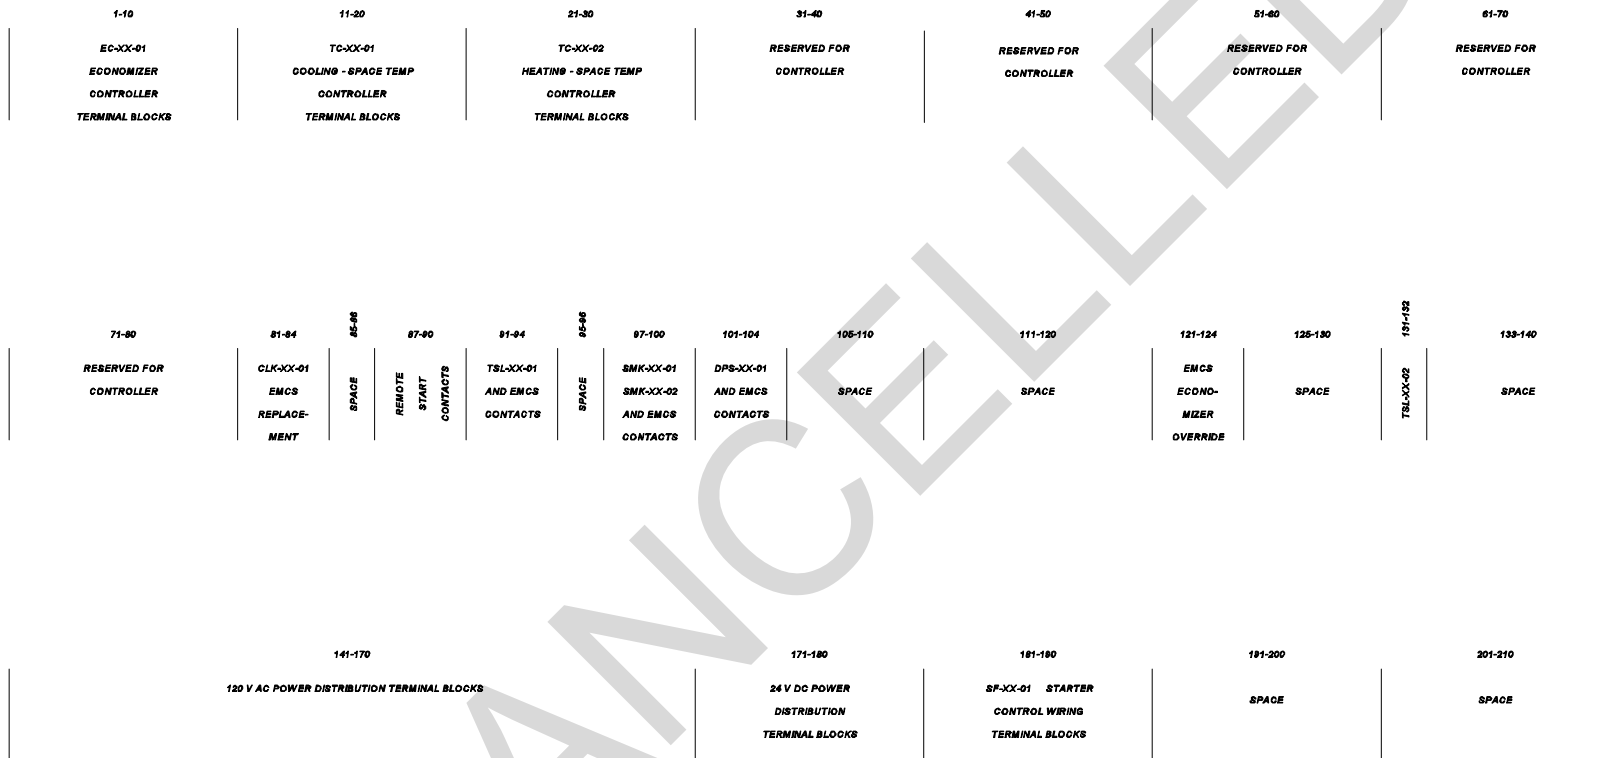 1-10
EC-XX-01
ECONOMIZER
CONTROLLER
TERMINAL BLOCKS
11-20
TC-XX-01
COOLING - SPACE TEMP
CONTROLLER
TERMINAL BLOCKS
21-30
TC-XX-02
HEATING - SPACE TEMP
CONTROLLER
TERMINAL BLOCKS
31-40
RESERVED FOR
CONTROLLER
41-50
RESERVED FOR
CONTROLLER
51-60
RESERVED FOR
CONTROLLER
61-70
RESERVED FOR
CONTROLLER
71-80
RESERVED FOR
CONTROLLER
81-84
CLK-XX-01
EMCS
REPLACE-
MENT
85-86
SPACE
87-90
REMOTE
START
CONTACTS
91-94
TSL-XX-01
AND EMCS
CONTACTS
95-96
SPACE
97-100
SMK-XX-01
SMK-XX-02
AND EMCS
CONTACTS
101-104
DPS-XX-01
AND EMCS
CONTACTS
105-110
SPACE
111-120
SPACE
121-124
EMCS
ECONO-
MIZER
OVERRIDE
125-130
SPACE
131-132
TSL-XX-02
133-140
SPACE
141-170
120 V AC POWER DISTRIBUTION TERMINAL BLOCKS
171-180
24 V DC POWER
DISTRIBUTION
TERMINAL BLOCKS
181-190
SF-XX-01 STARTER
CONTROL WIRING
TERMINAL BLOCKS
191-200
SPACE
201-210
SPACE
ANCELLED